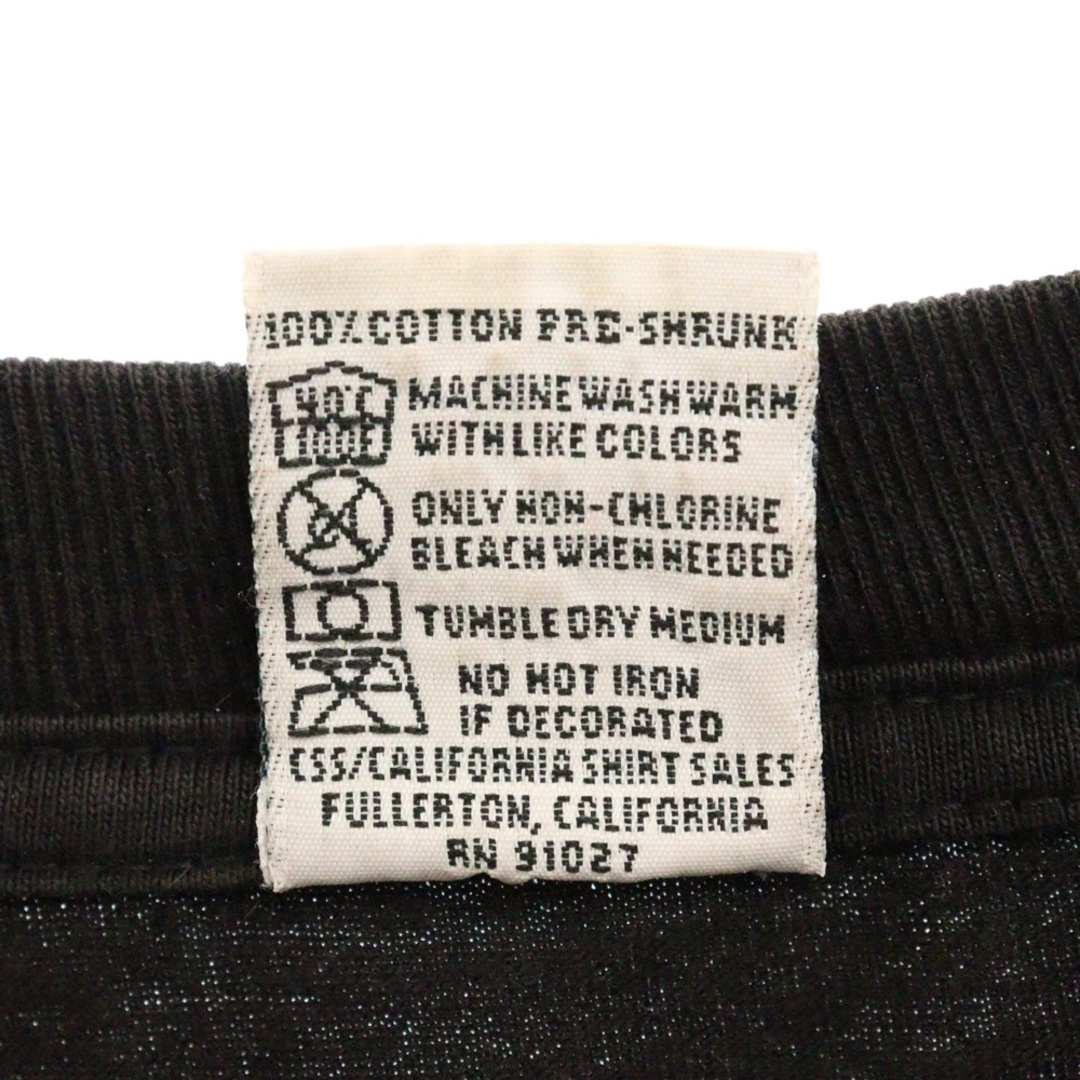 100% COTTON PRE-SHRUNK
40°C
MACHINE WASH WARM
WITH LIKE COLORS
ONLY NON-CHLORINE
BLEACH WHEN NEEDED
TUMBLE DRY MEDIUM
NO HOT IRON
IF DECORATED
CSS/CALIFORNIA SHIRT SALES
FULLERTON, CALIFORNIA
RN 91027